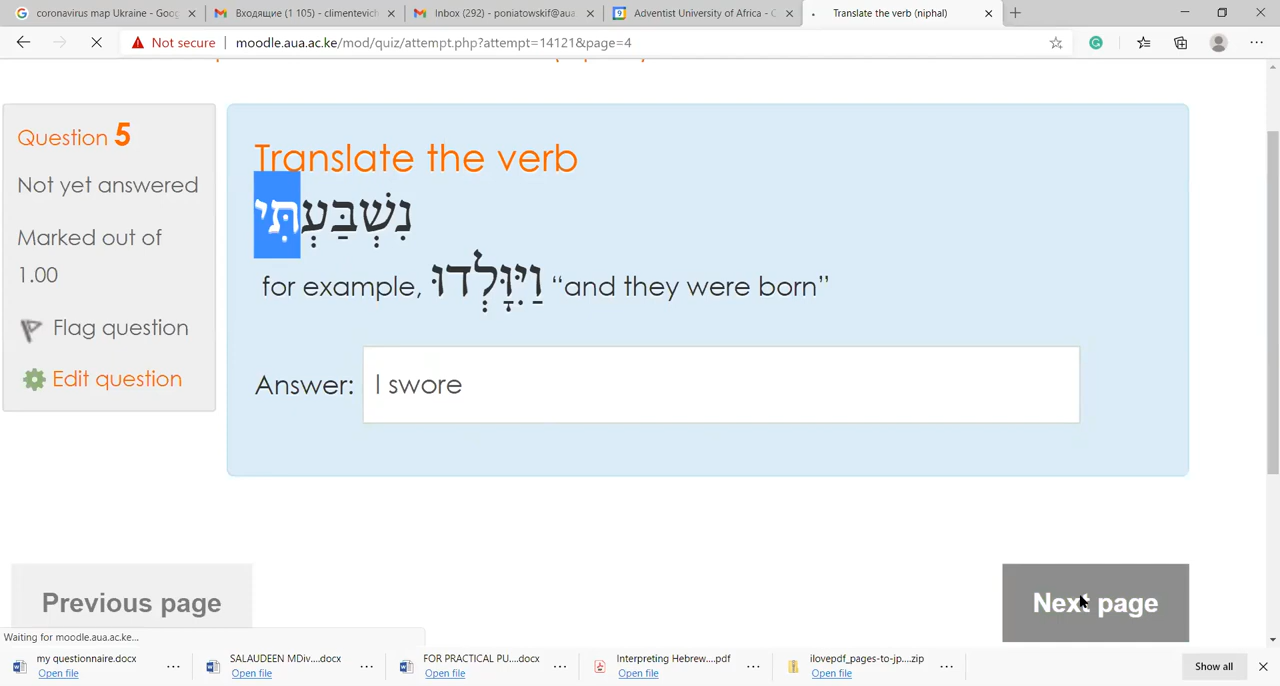 coronavirus map Ukraine - Goog
Входящие (1 105) - climentevich
Inbox (292) - poniatowskif@aua
Adventist University of Africa - C
Translate the verb (niphal)
Not secure | moodle.aua.ac.ke/mod/quiz/attempt.php?attempt=14121&page=4
Question 5
Not yet answered
Marked out of
1.00
Flag question
Edit question
Translate the verb
נִשְׁבַּעְתִּי
for example, וַיִּוָּלְדוּ “and they were born”
Answer: I swore
Previous page
Next page
Waiting for moodle.aua.ac.ke...
my questionnaire.docx
Open file
SALAUDEEN MDiv....docx
Open file
FOR PRACTICAL PU....docx
Open file
Interpreting Hebrew....pdf
Open file
ilovepdf_pages-to-jp....zip
Open file
Show all